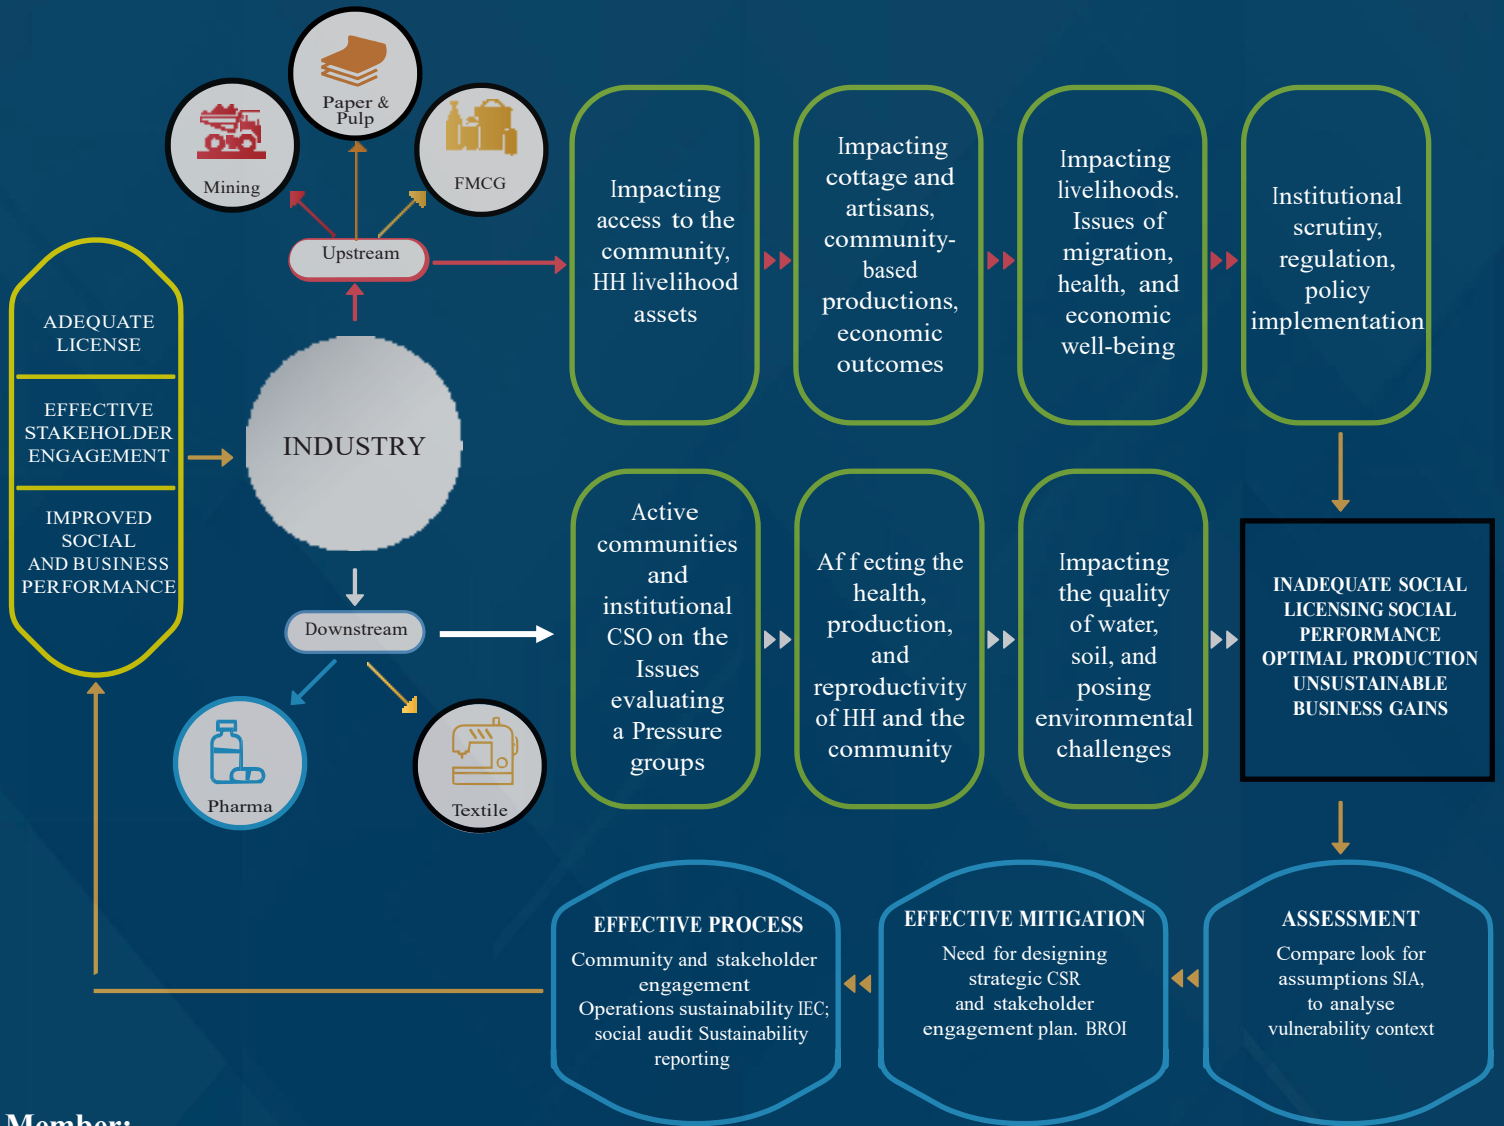 Paper &
Pulp
Mining
FMCG
Upstream
ADEQUATE
LICENSE
EFFECTIVE
STAKEHOLDER
ENGAGEMENT
IMPROVED
SOCIAL
AND BUSINESS
PERFORMANCE
INDUSTRY
Downstream
Pharma
Textile
Impacting
access to the
community,
HH livelihood
assets
Impacting
cottage and
artisans,
community-
based
productions,
economic
outcomes
Impacting
livelihoods.
Issues of
migration,
health, and
economic
well-being
Institutional
scrutiny,
regulation,
policy
implementation
Active
communities
and
institutional
CSO on the
Issues
evaluating
a Pressure
groups
Af f ecting the
health,
production,
and
reproductivity
of HH and the
community
Impacting
the quality
of water,
soil, and
posing
environmental
challenges
INADEQUATE SOCIAL
LICENSING SOCIAL
PERFORMANCE
OPTIMAL PRODUCTION
UNSUSTAINABLE
BUSINESS GAINS
EFFECTIVE PROCESS
Community and stakeholder
engagement
Operations sustainability IEC;
social audit Sustainability
reporting
EFFECTIVE MITIGATION
Need for designing
strategic CSR
and stakeholder
engagement plan. BROI
ASSESSMENT
Compare look for
assumptions SIA,
to analyse
vulnerability context
Member: